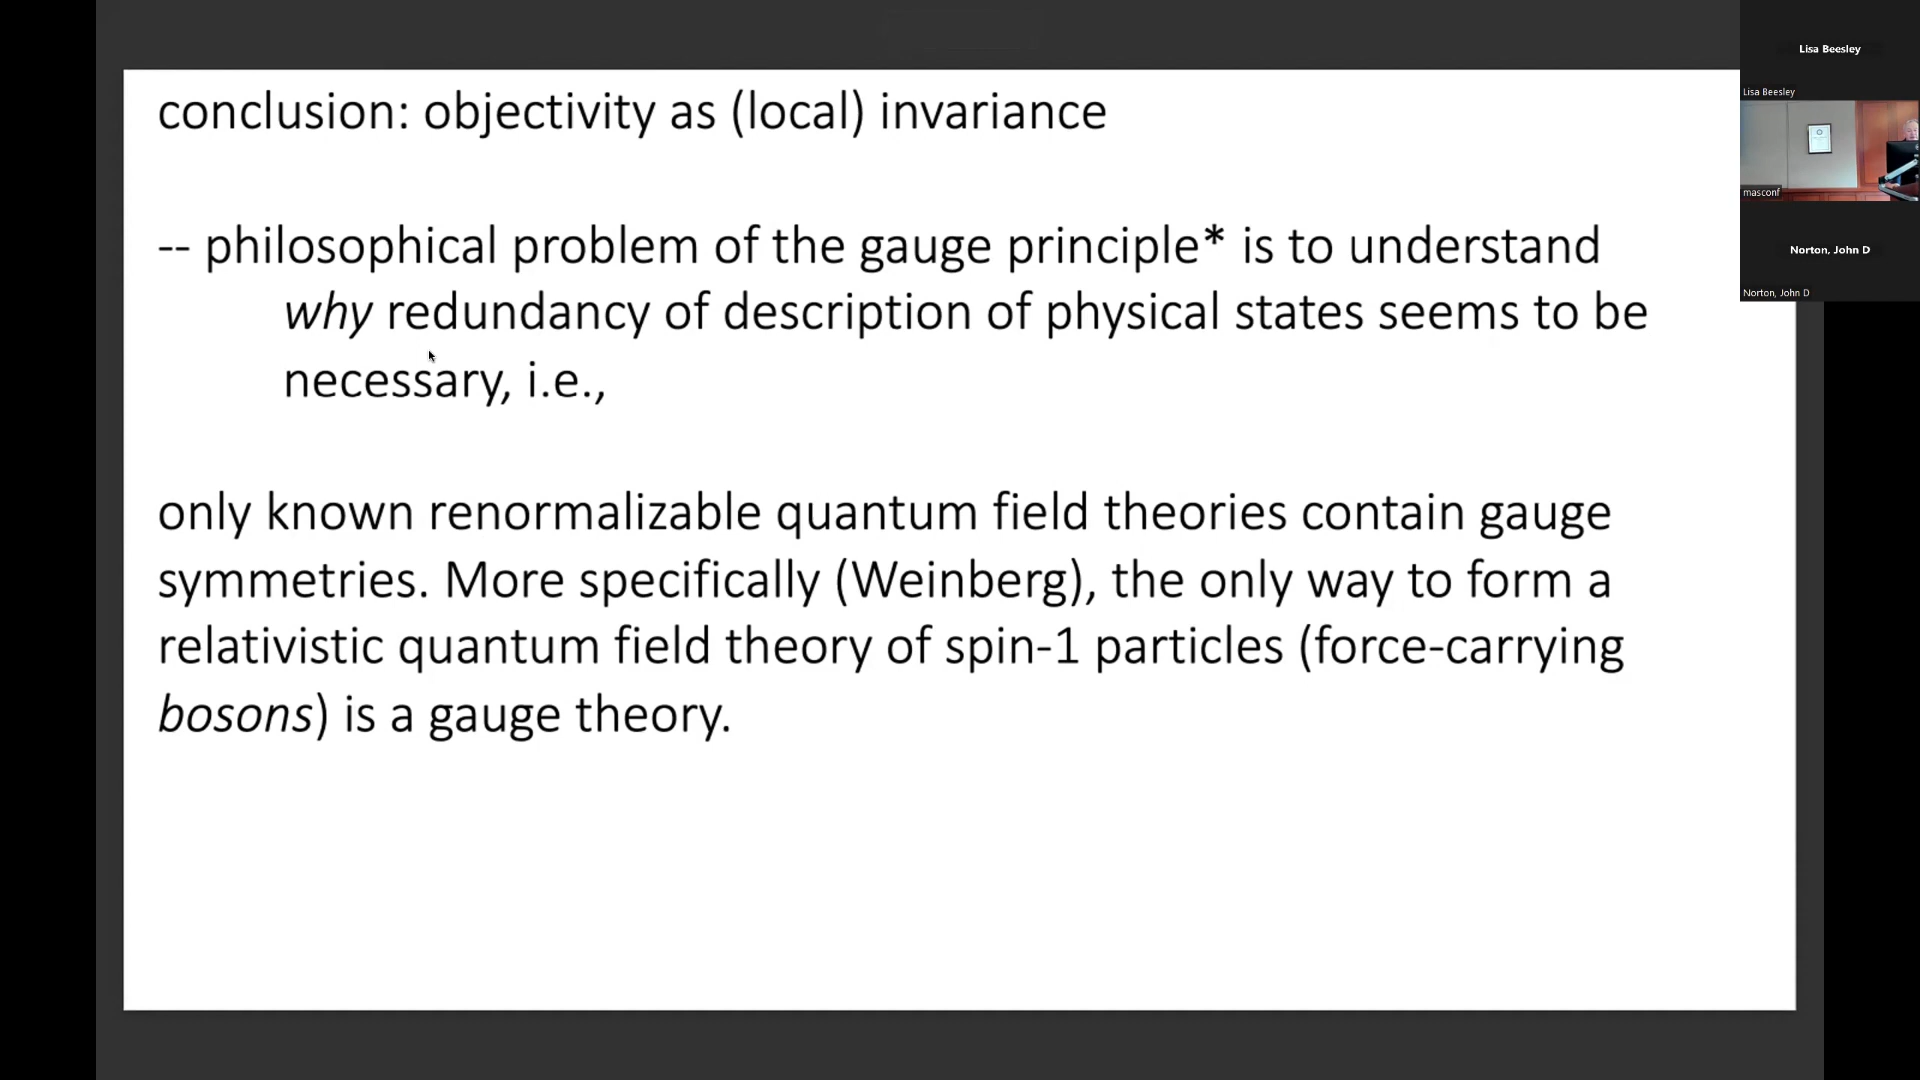 conclusion: objectivity as (local) invariance
-- philosophical problem of the gauge principle* is to understand
why redundancy of description of physical states seems to be
necessary, i.e.,
only known renormalizable quantum field theories contain gauge
symmetries. More specifically (Weinberg), the only way to form a
relativistic quantum field theory of spin-1 particles (force-carrying
bosons) is a gauge theory.
Lisa Beesley
Lisa Beesley
masconf
Norton, John D
Norton, John D